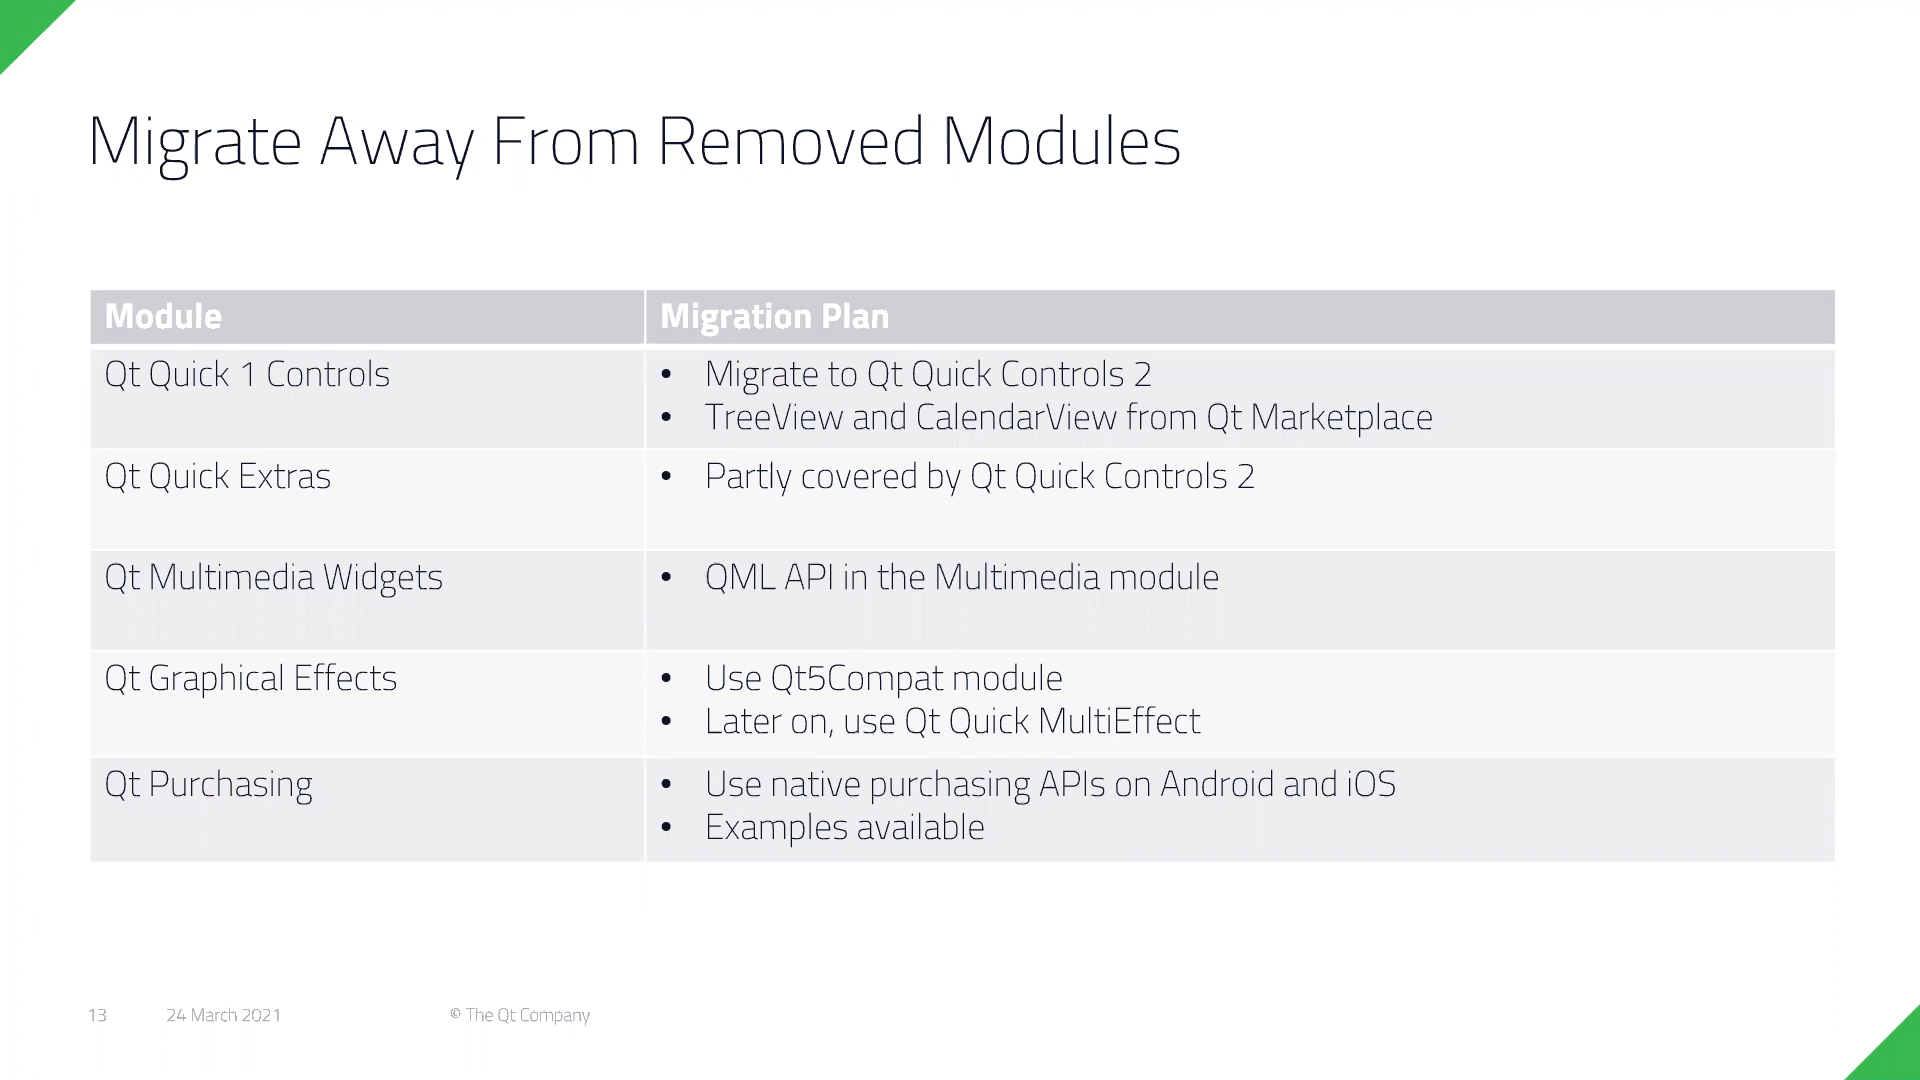 Migrate Away From Removed Modules
Module
Migration Plan
Qt Quick 1 Controls
• Migrate to Qt Quick Controls 2
• TreeView and CalendarView from Qt Marketplace
Qt Quick Extras
• Partly covered by Qt Quick Controls 2
Qt Multimedia Widgets
• QML API in the Multimedia module
Qt Graphical Effects
• Use Qt5Compat module
• Later on, use Qt Quick MultiEffect
Qt Purchasing
• Use native purchasing APIs on Android and iOS
• Examples available
13 24 March 2021 © The Qt Company